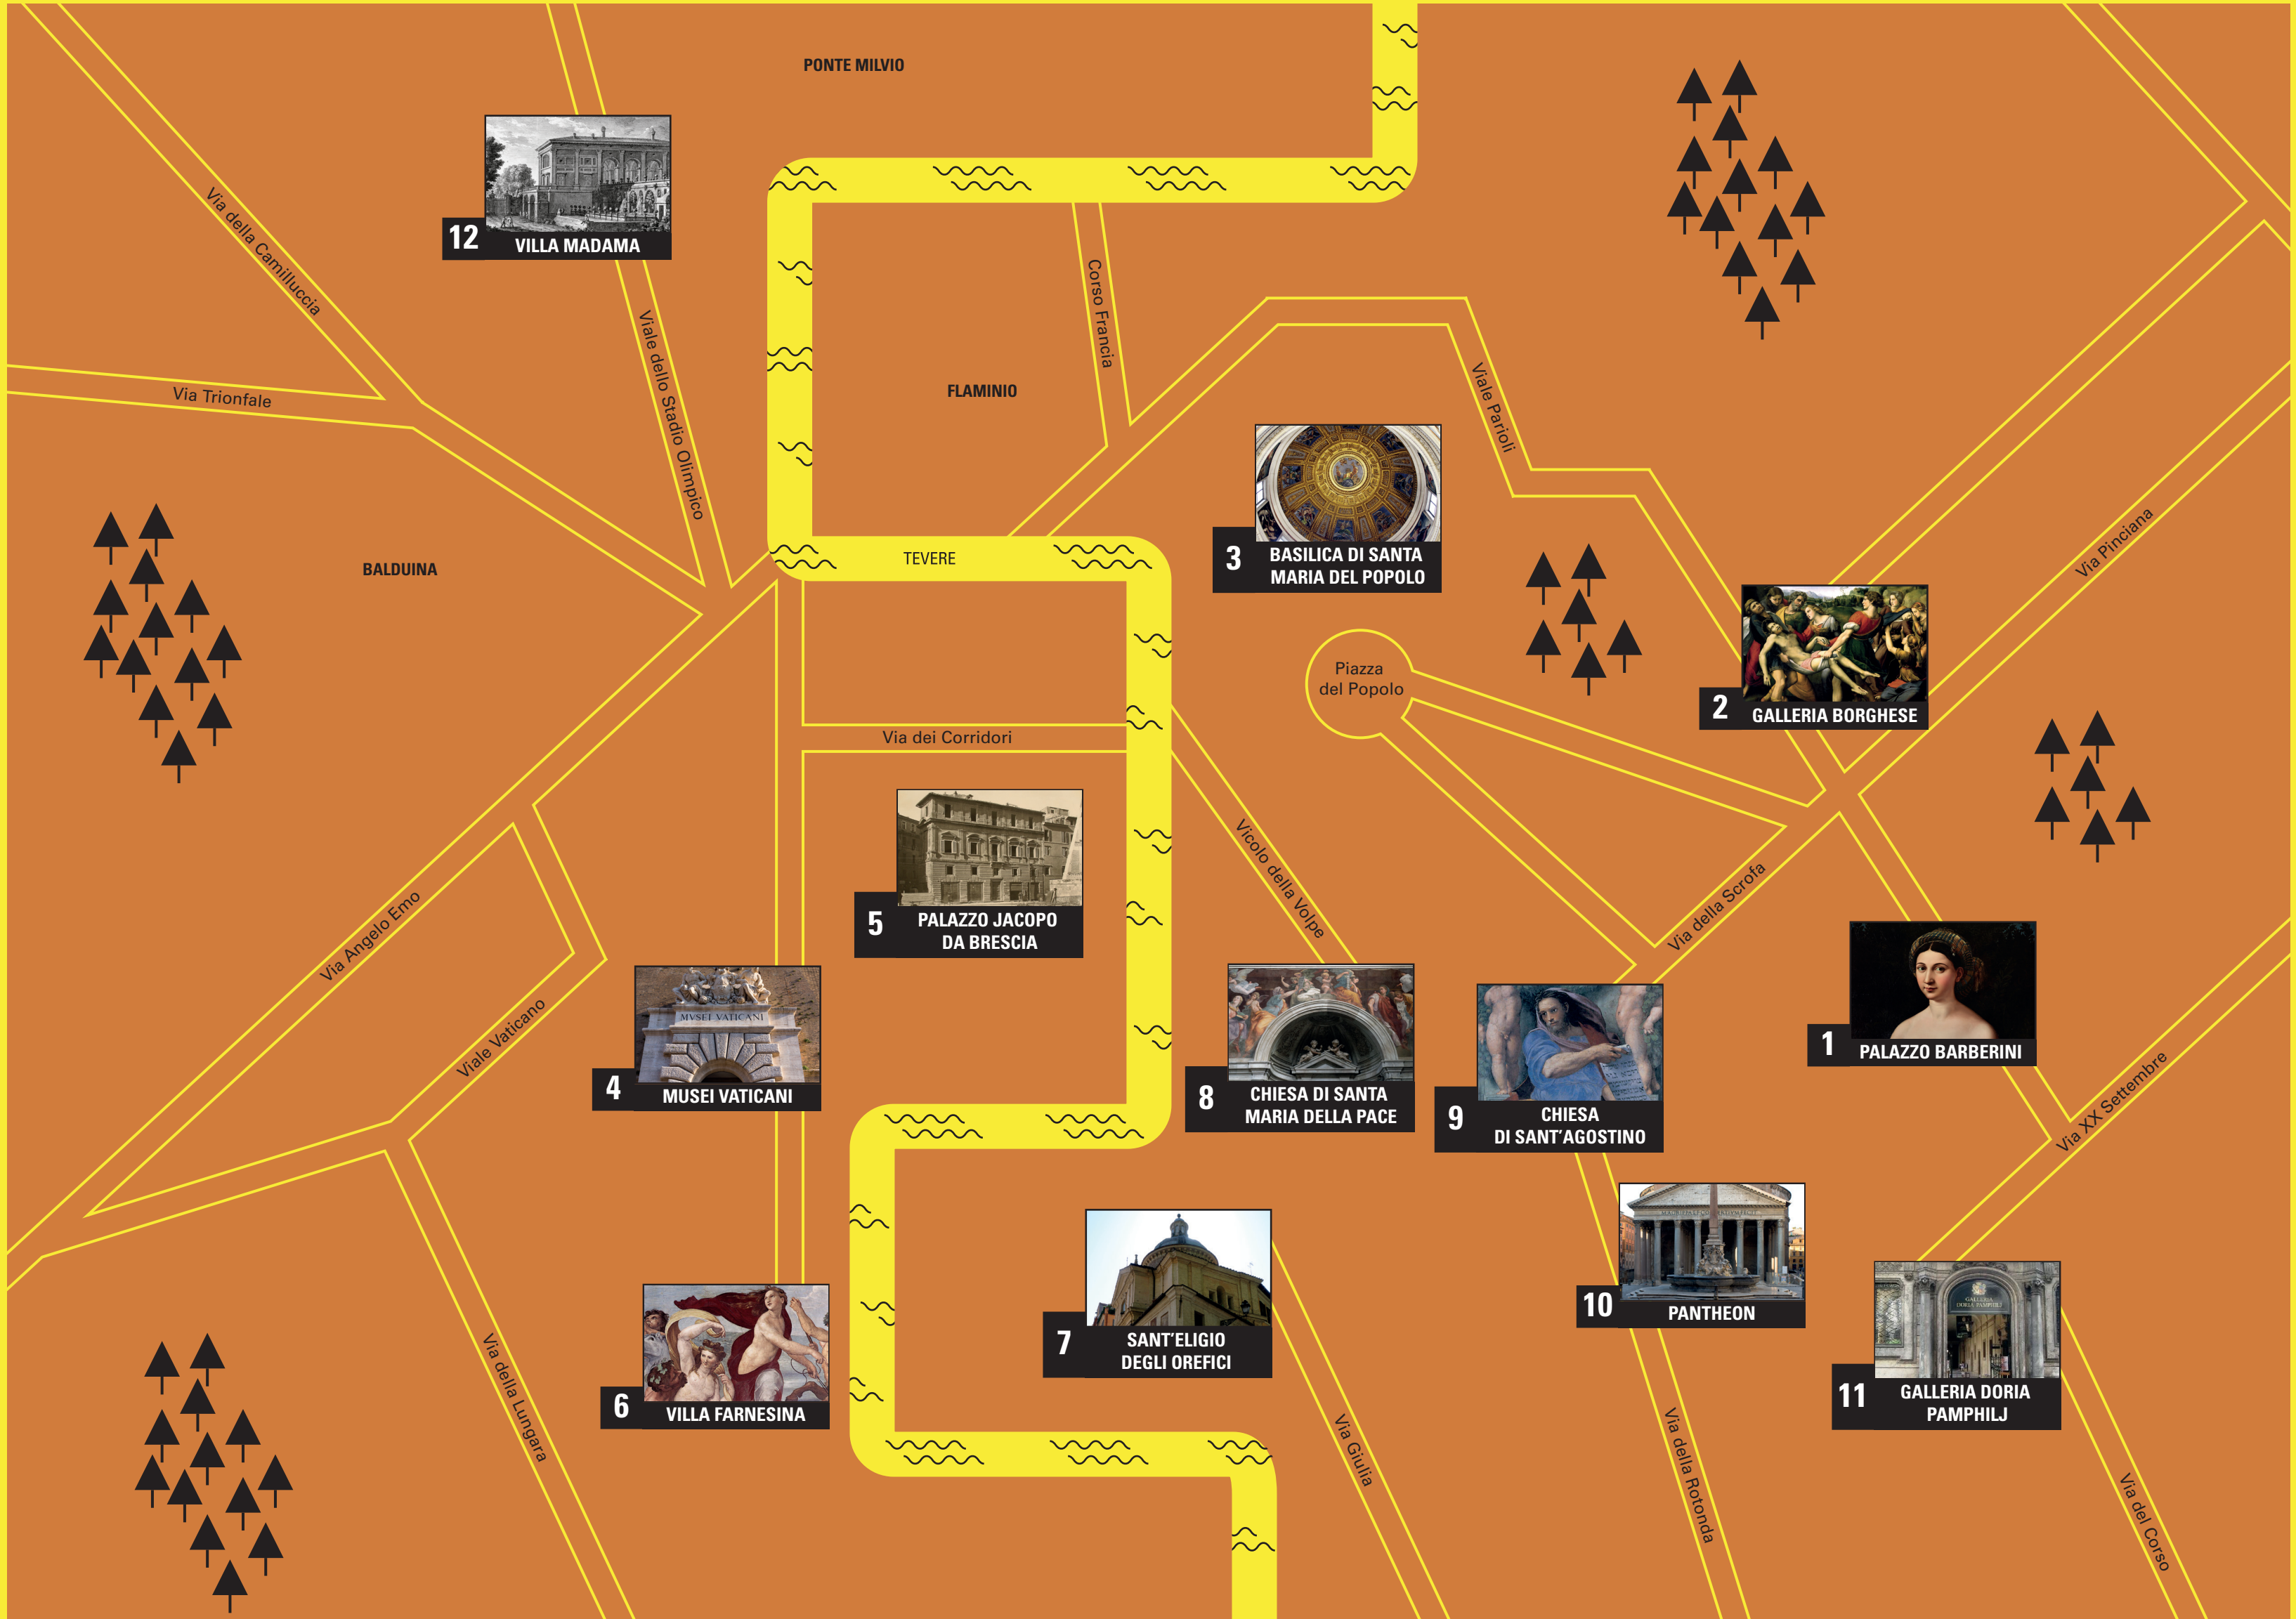 PONTE MILVIO
12
VILLA MADAMA
Via della Camilluccia
Via Trionfale
Viale dello Stadio Olimpico
Corso Francia
FLAMINIO
Viale Parioli
3
BASILICA DI SANTA
MARIA DEL POPOLO
TEVERE
BALDUINA
Via Pinciana
Piazza
del Popolo
2
GALLERIA BORGHESE
Via dei Corridori
5
PALAZZO JACOPO
DA BRESCIA
Vicolo della Volpe
Via della Scrofa
Via Angelo Emo
Viale Vaticano
MVSEI VATICANI
4
MUSEI VATICANI
8
CHIESA DI SANTA
MARIA DELLA PACE
9
CHIESA
DI SANT'AGOSTINO
1
PALAZZO BARBERINI
Via XX Settembre
10
PANTHEON
7
SANT'ELIGIO
DEGLI OREFICI
6
VILLA FARNESINA
GALLERIA
DORIA PAMPHILJ
11
GALLERIA DORIA
PAMPHILJ
Via della Lungara
Via Giulia
Via della Rotonda
Via del Corso